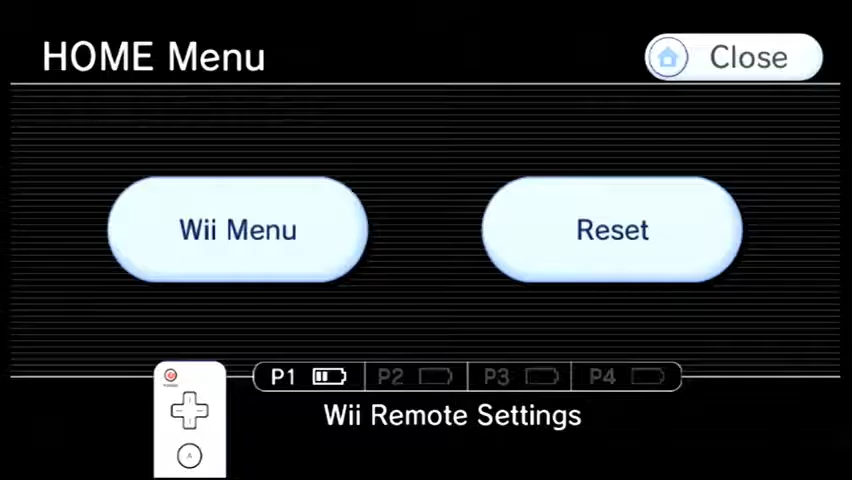 HOME Menu
Close
Wii Menu
Reset
P1 P2 P3 P4
Wii Remote Settings
A